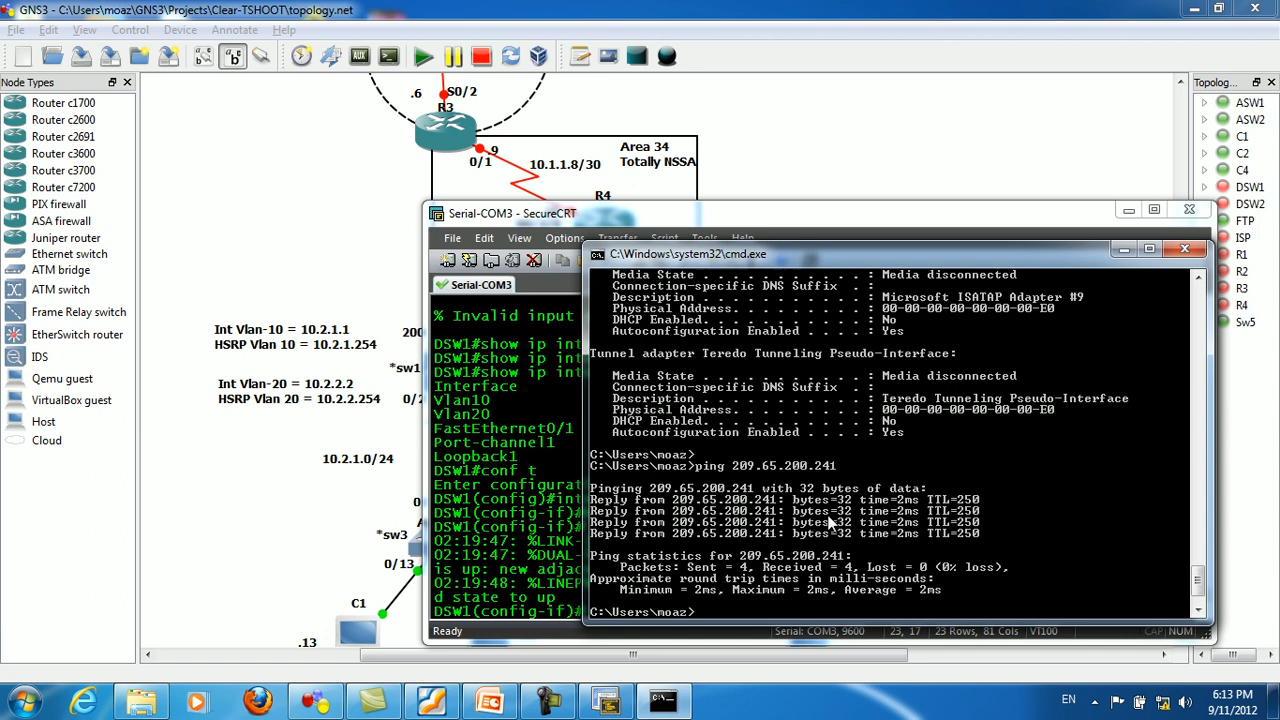 GNS3 - C:\Users\moaz\GNS3\Projects\Clear-TSHOOT\topology.net
File Edit View Control Device Annotate Help
Node Types
Router c1700
Router c2600
Router c2691
Router c3600
Router c3700
Router c7200
PIX firewall
ASA firewall
Juniper router
Ethernet switch
ATM bridge
ATM switch
Frame Relay switch
EtherSwitch router
IDS
Qemu guest
VirtualBox guest
Host
Cloud
.6
S0/2
R3
.9
0/1
10.1.1.8/30
Area 34
Totally NSSA
R4
Int Vlan-10 = 10.2.1.1
HSRP Vlan 10 = 10.2.1.254
200
*sw1
Int Vlan-20 = 10.2.2.2
HSRP Vlan 20 = 10.2.2.254
0/2
10.2.1.0/24
*sw3
0/13
C1
.13
Topolog...
ASW1
ASW2
C1
C2
C4
DSW1
DSW2
FTP
ISP
R1
R2
R3
R4
Sw5
Serial-COM3 - SecureCRT
File Edit View Options Transfer Script Tools Help
Serial-COM3
% Invalid input
DSW1#show ip int
DSW1#show ip int
DSW1#show ip int
Interface
Vlan10
Vlan20
FastEthernet0/1
Port-channel1
Loopback1
DSW1#conf t
Enter configurat
DSW1(config)#int
DSW1(config-if)#
DSW1(config-if)#
02:19:47: %LINK-
02:19:47: %DUAL-
is up: new adjac
02:19:48: %LINEP
d state to up
DSW1(config-if)#
Ready
Serial: COM3, 9600 23, 17 23 Rows, 81 Cols VT100 CAP NUM
C:\Windows\system32\cmd.exe
Media State . . . . . . . . . . . : Media disconnected
Connection-specific DNS Suffix . :
Description . . . . . . . . . . . : Microsoft ISATAP Adapter #9
Physical Address. . . . . . . . . : 00-00-00-00-00-00-00-E0
DHCP Enabled. . . . . . . . . . . : No
Autoconfiguration Enabled . . . . : Yes
Tunnel adapter Teredo Tunneling Pseudo-Interface:
Media State . . . . . . . . . . . : Media disconnected
Connection-specific DNS Suffix . :
Description . . . . . . . . . . . : Teredo Tunneling Pseudo-Interface
Physical Address. . . . . . . . . : 00-00-00-00-00-00-00-E0
DHCP Enabled. . . . . . . . . . . : No
Autoconfiguration Enabled . . . . : Yes
C:\Users\moaz>
C:\Users\moaz>ping 209.65.200.241
Pinging 209.65.200.241 with 32 bytes of data:
Reply from 209.65.200.241: bytes=32 time=2ms TTL=250
Reply from 209.65.200.241: bytes=32 time=2ms TTL=250
Reply from 209.65.200.241: bytes=32 time=2ms TTL=250
Reply from 209.65.200.241: bytes=32 time=2ms TTL=250
Ping statistics for 209.65.200.241:
Packets: Sent = 4, Received = 4, Lost = 0 (0% loss),
Approximate round trip times in milli-seconds:
Minimum = 2ms, Maximum = 2ms, Average = 2ms
C:\Users\moaz>
EN
6:13 PM
9/11/2012